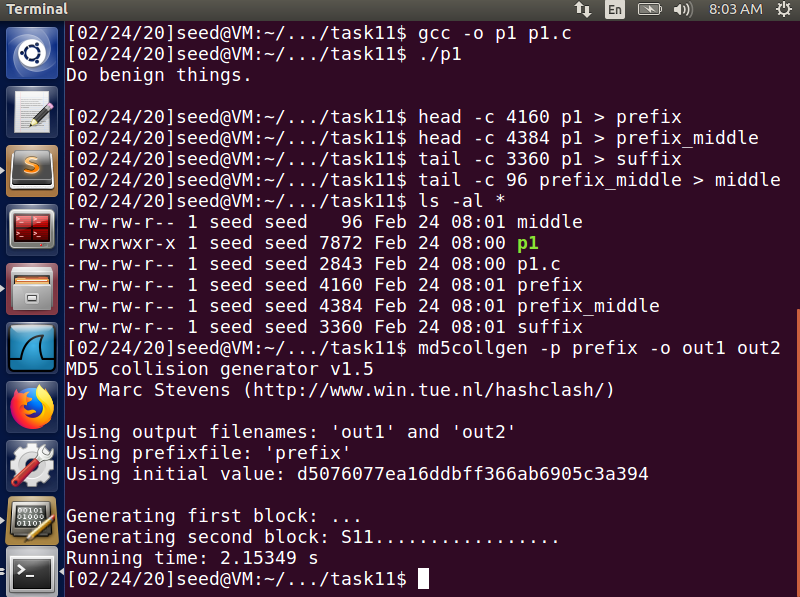 Terminal
En
8:03 AM
[02/24/20]seed@VM:~/.../task11$ gcc -o p1 p1.c
[02/24/20]seed@VM:~/.../task11$ ./p1
Do benign things.
[02/24/20]seed@VM:~/.../task11$ head -c 4160 p1 > prefix
[02/24/20]seed@VM:~/.../task11$ head -c 4384 p1 > prefix_middle
[02/24/20]seed@VM:~/.../task11$ tail -c 3360 p1 > suffix
[02/24/20]seed@VM:~/.../task11$ tail -c 96 prefix_middle > middle
[02/24/20]seed@VM:~/.../task11$ ls -al *
-rw-rw-r-- 1 seed seed   96 Feb 24 08:01 middle
-rwxrwxr-x 1 seed seed 7872 Feb 24 08:00 p1
-rw-rw-r-- 1 seed seed 2843 Feb 24 08:00 p1.c
-rw-rw-r-- 1 seed seed 4160 Feb 24 08:01 prefix
-rw-rw-r-- 1 seed seed 4384 Feb 24 08:01 prefix_middle
-rw-rw-r-- 1 seed seed 3360 Feb 24 08:01 suffix
[02/24/20]seed@VM:~/.../task11$ md5collgen -p prefix -o out1 out2
MD5 collision generator v1.5
by Marc Stevens (http://www.win.tue.nl/hashclash/)
Using output filenames: 'out1' and 'out2'
Using prefixfile: 'prefix'
Using initial value: d5076077ea16ddbff366ab6905c3a394
Generating first block: ...
Generating second block: S11.................
Running time: 2.15349 s
[02/24/20]seed@VM:~/.../task11$